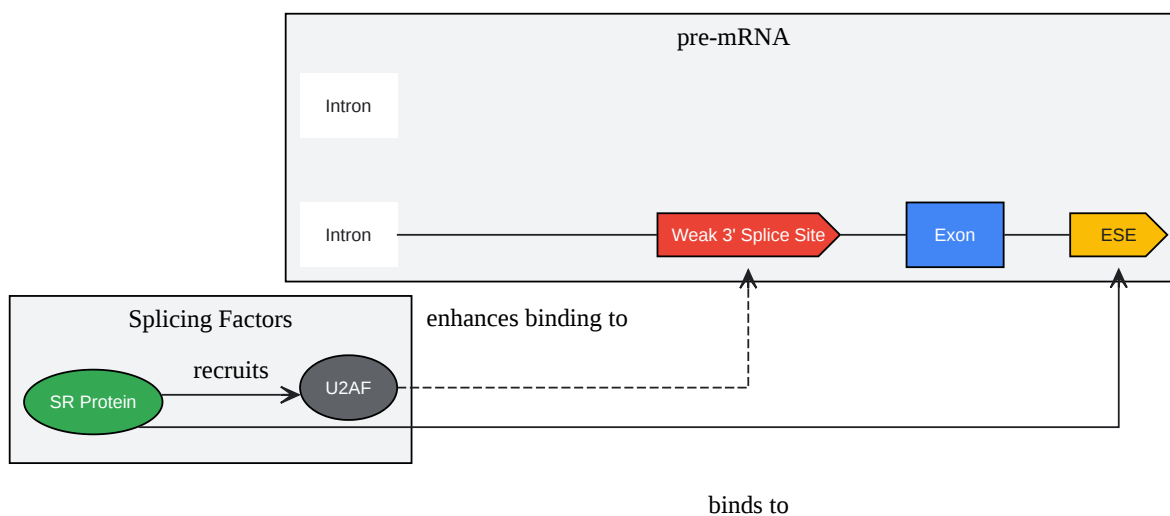 pre-mRNA
Intron
Intron
Weak 3' Splice Site
Exon
ESE
Splicing Factors
enhances binding to
recruits
SR Protein
U2AF
binds to